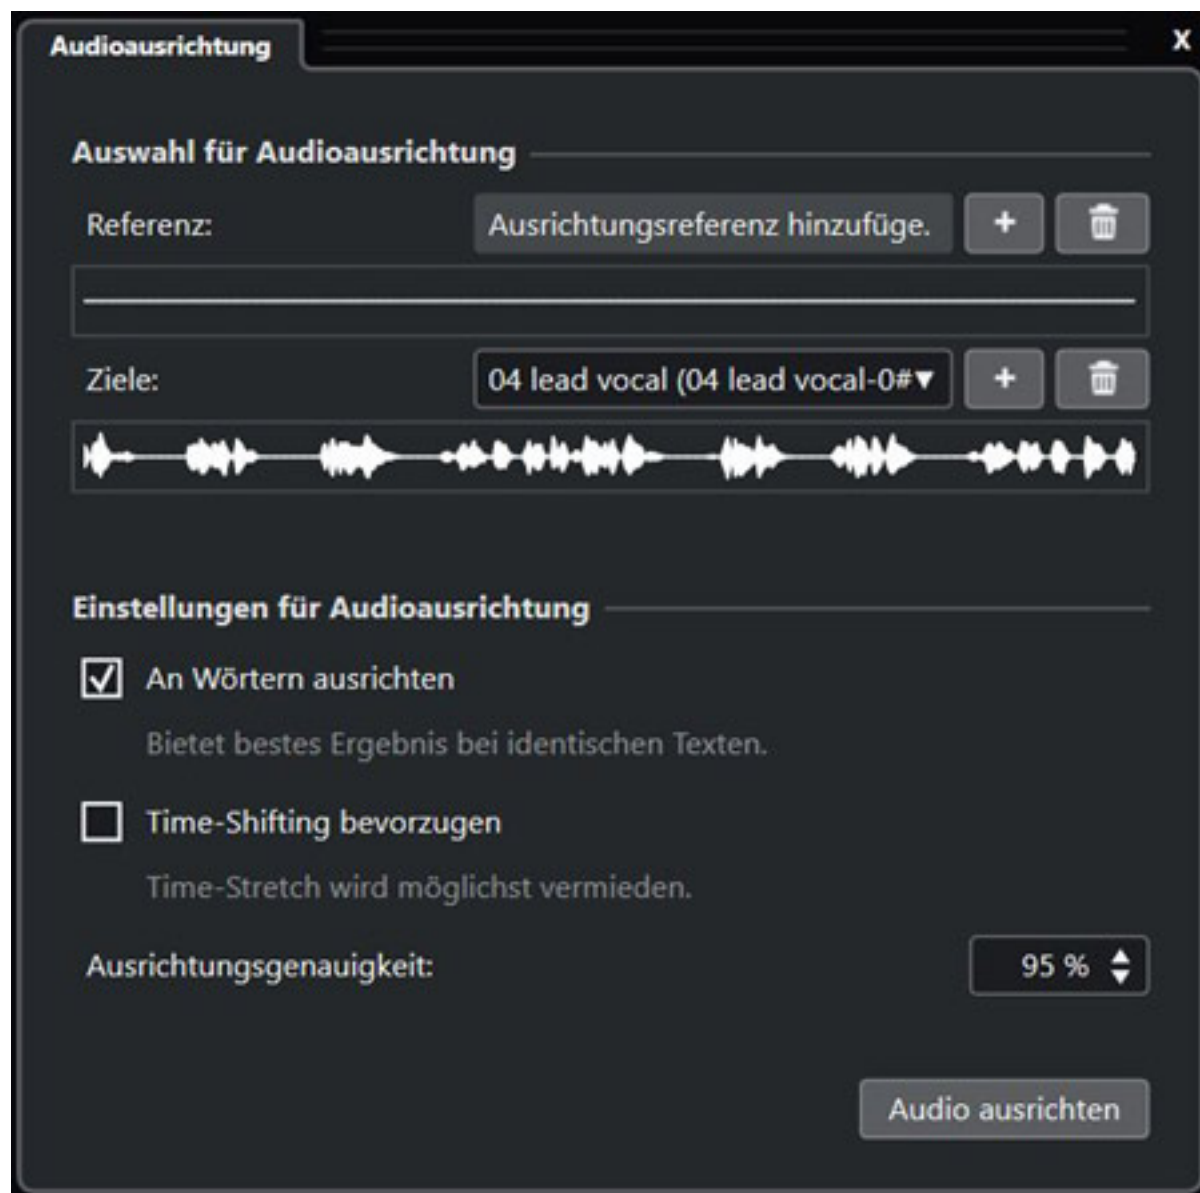 Audioausrichtung
X
Auswahl für Audioausrichtung
Referenz:
Ausrichtungsreferenz hinzufüge.
+
Ziele:
04 lead vocal (04 lead vocal-0#▼
+
Einstellungen für Audioausrichtung
An Wörtern ausrichten
Bietet bestes Ergebnis bei identischen Texten.
Time-Shifting bevorzugen
Time-Stretch wird möglichst vermieden.
Ausrichtungsgenauigkeit:
95 %
Audio ausrichten